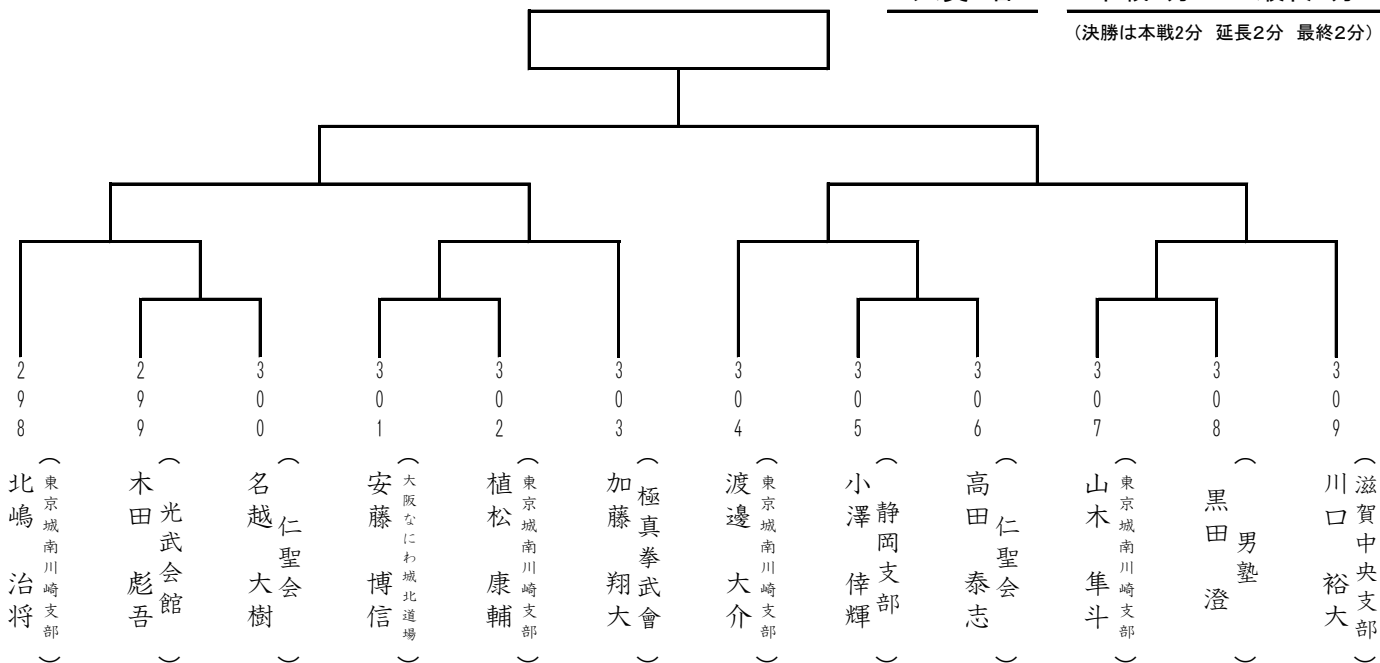 (決勝は本戦2分 延長2分 最終2分)
298
北嶋 治将
(東京城南川崎支部)
299
木田 彪吾
(光武会館)
300
名越 大樹
(仁聖会)
301
安藤 博信
(大阪なにわ城北道場)
302
植松 康輔
(東京城南川崎支部)
303
加藤 翔大
(極真拳武會)
304
渡邊 大介
(東京城南川崎支部)
305
小澤 倖輝
(静岡支部)
306
高田 泰志
(仁聖会)
307
山木 隼斗
(東京城南川崎支部)
308
黒田 澄
(男塾)
309
川口 裕大
(滋賀中央支部)